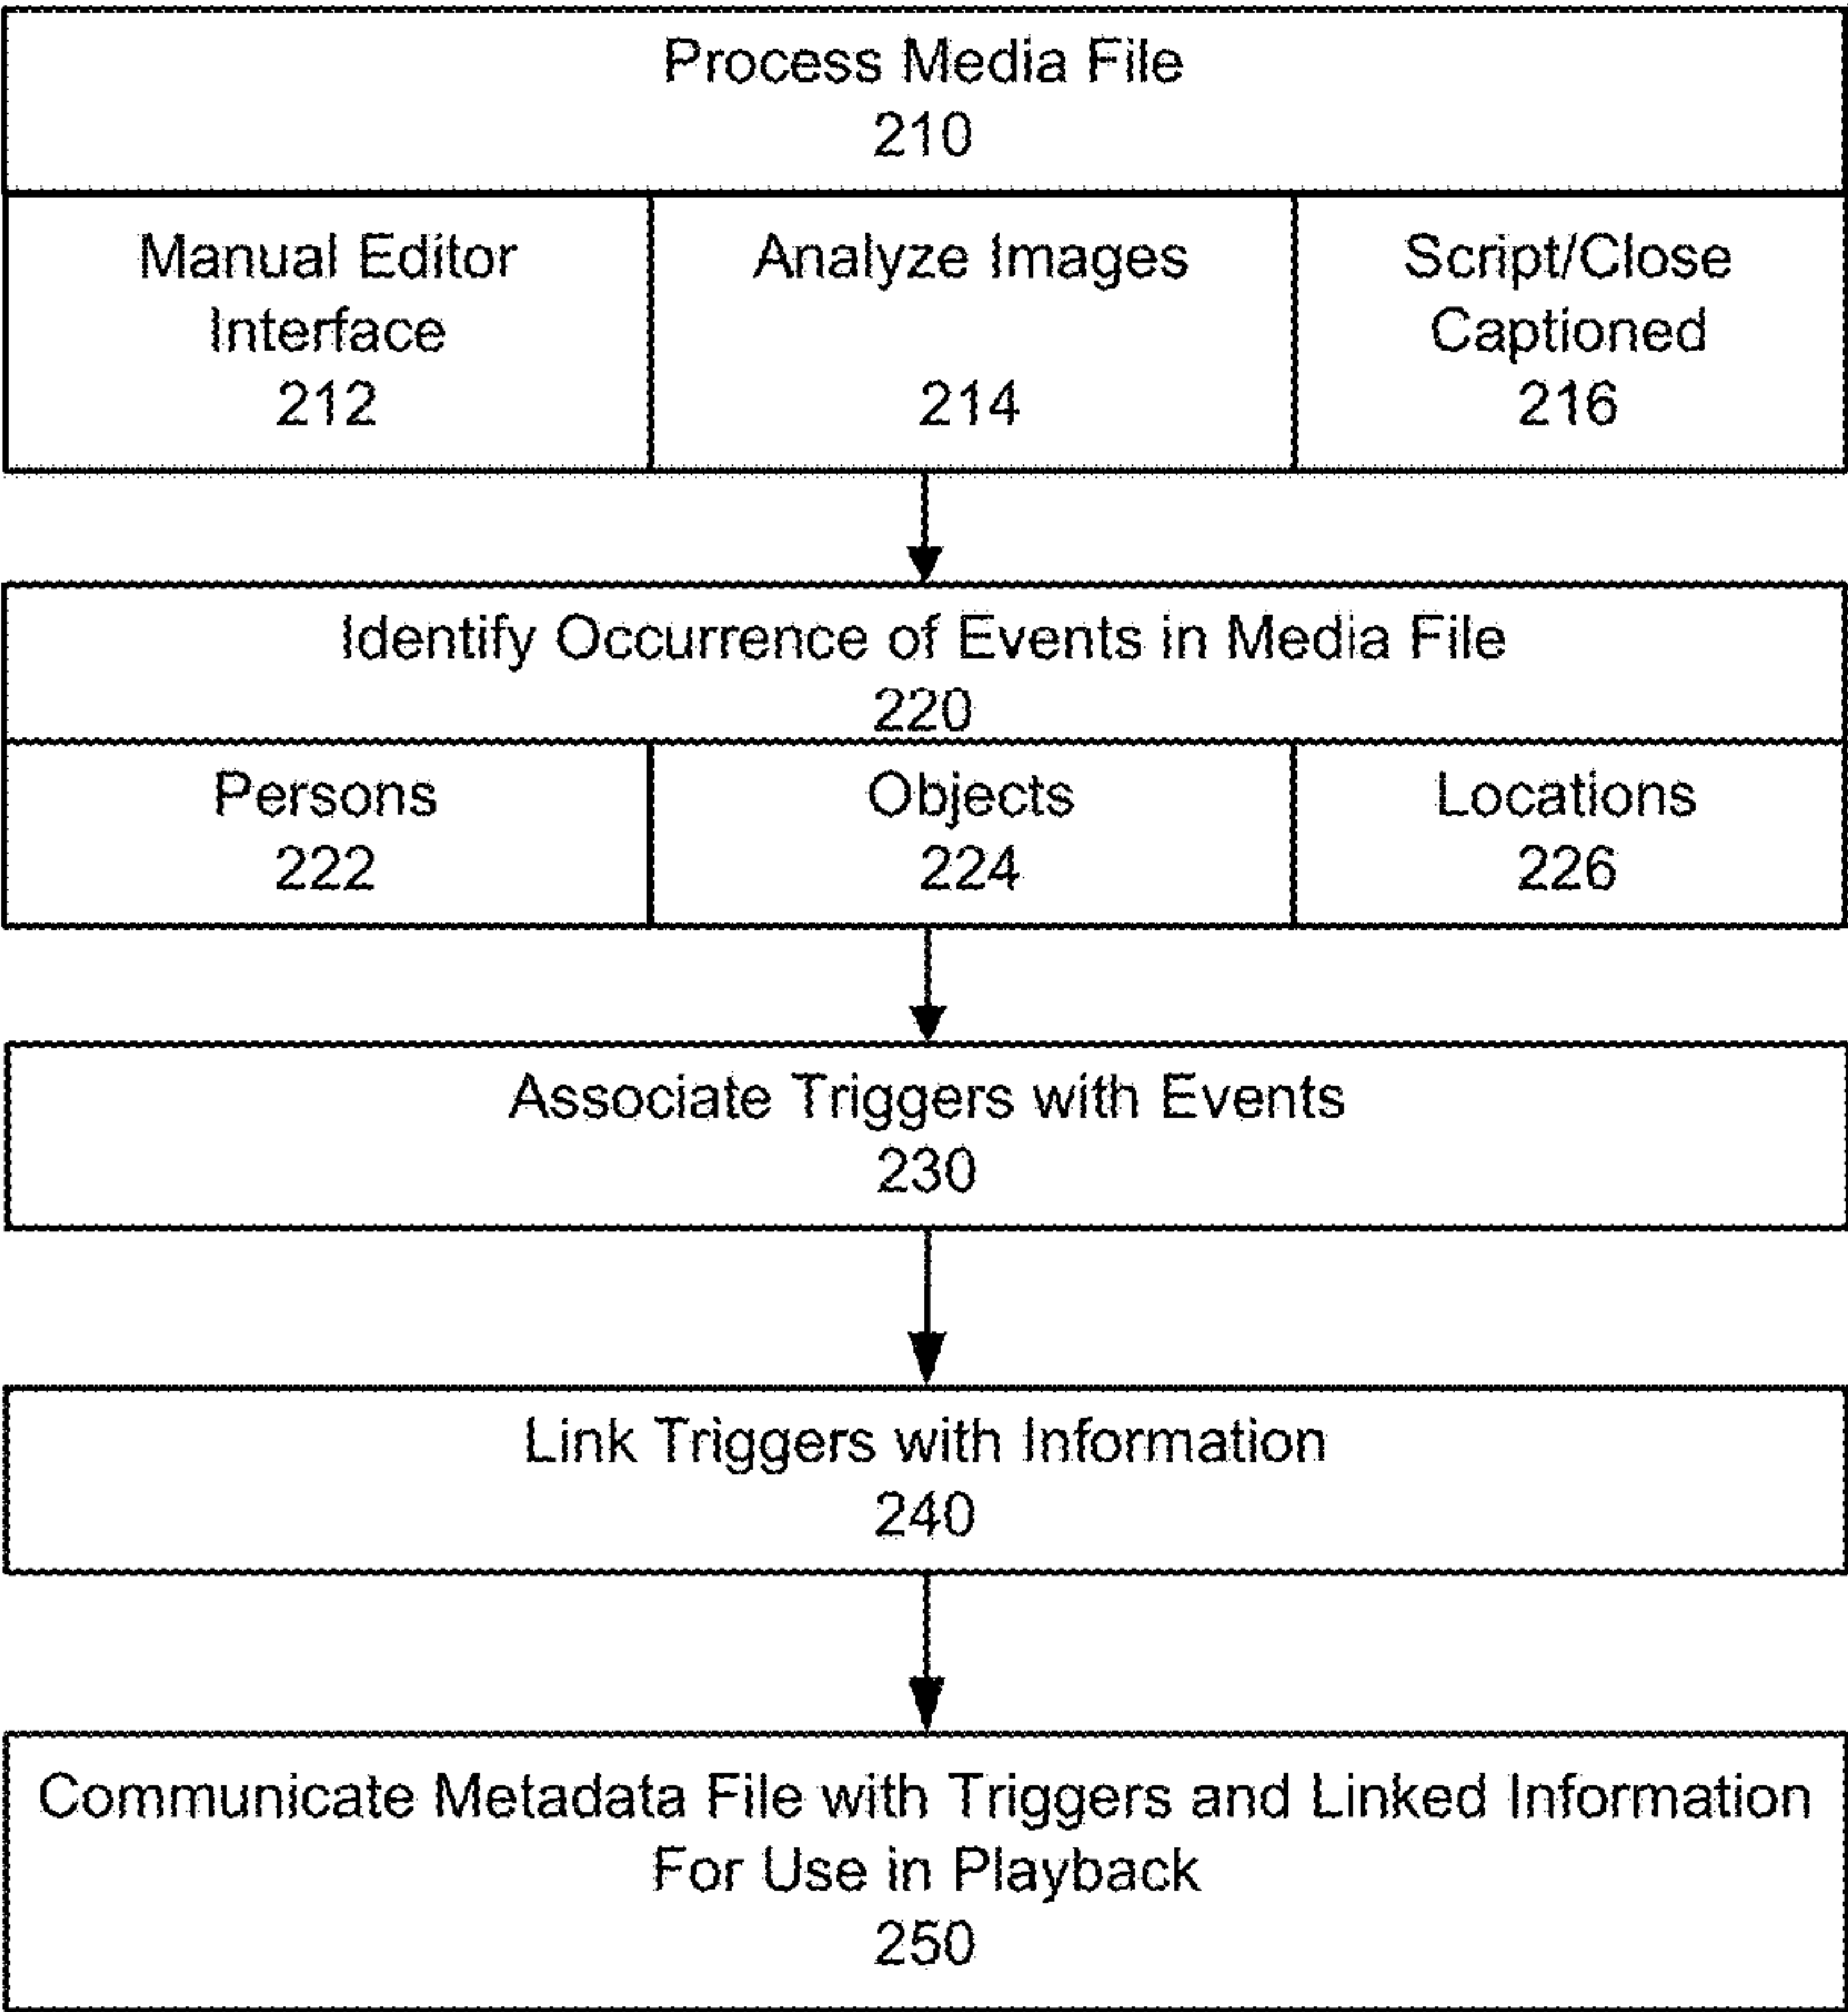 Process Media File
210
Manual Editor
Interface
212
Analyze Images
214
Script/Close
Captioned
216
Identify Occurrence of Events in Media File
220
Persons
222
Objects
224
Locations
226
Associate Triggers with Events
230
Link Triggers with Information
240
Communicate Metadata File with Triggers and Linked Information
For Use in Playback
250